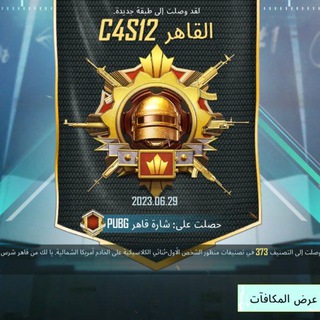 لقد وصلت إلى طبقة جديدة.
القاهر C4S12
2023.06.29
حصلت على: شارة قاهر PUBG
وصلت إلى التصنيف 373 في تصنيفات منظور الشخص الأول-ثنائي الكلاسيكية على الخادم أمريكا الشمالية. يا لك من قاهر شرس
عرض المكافآت